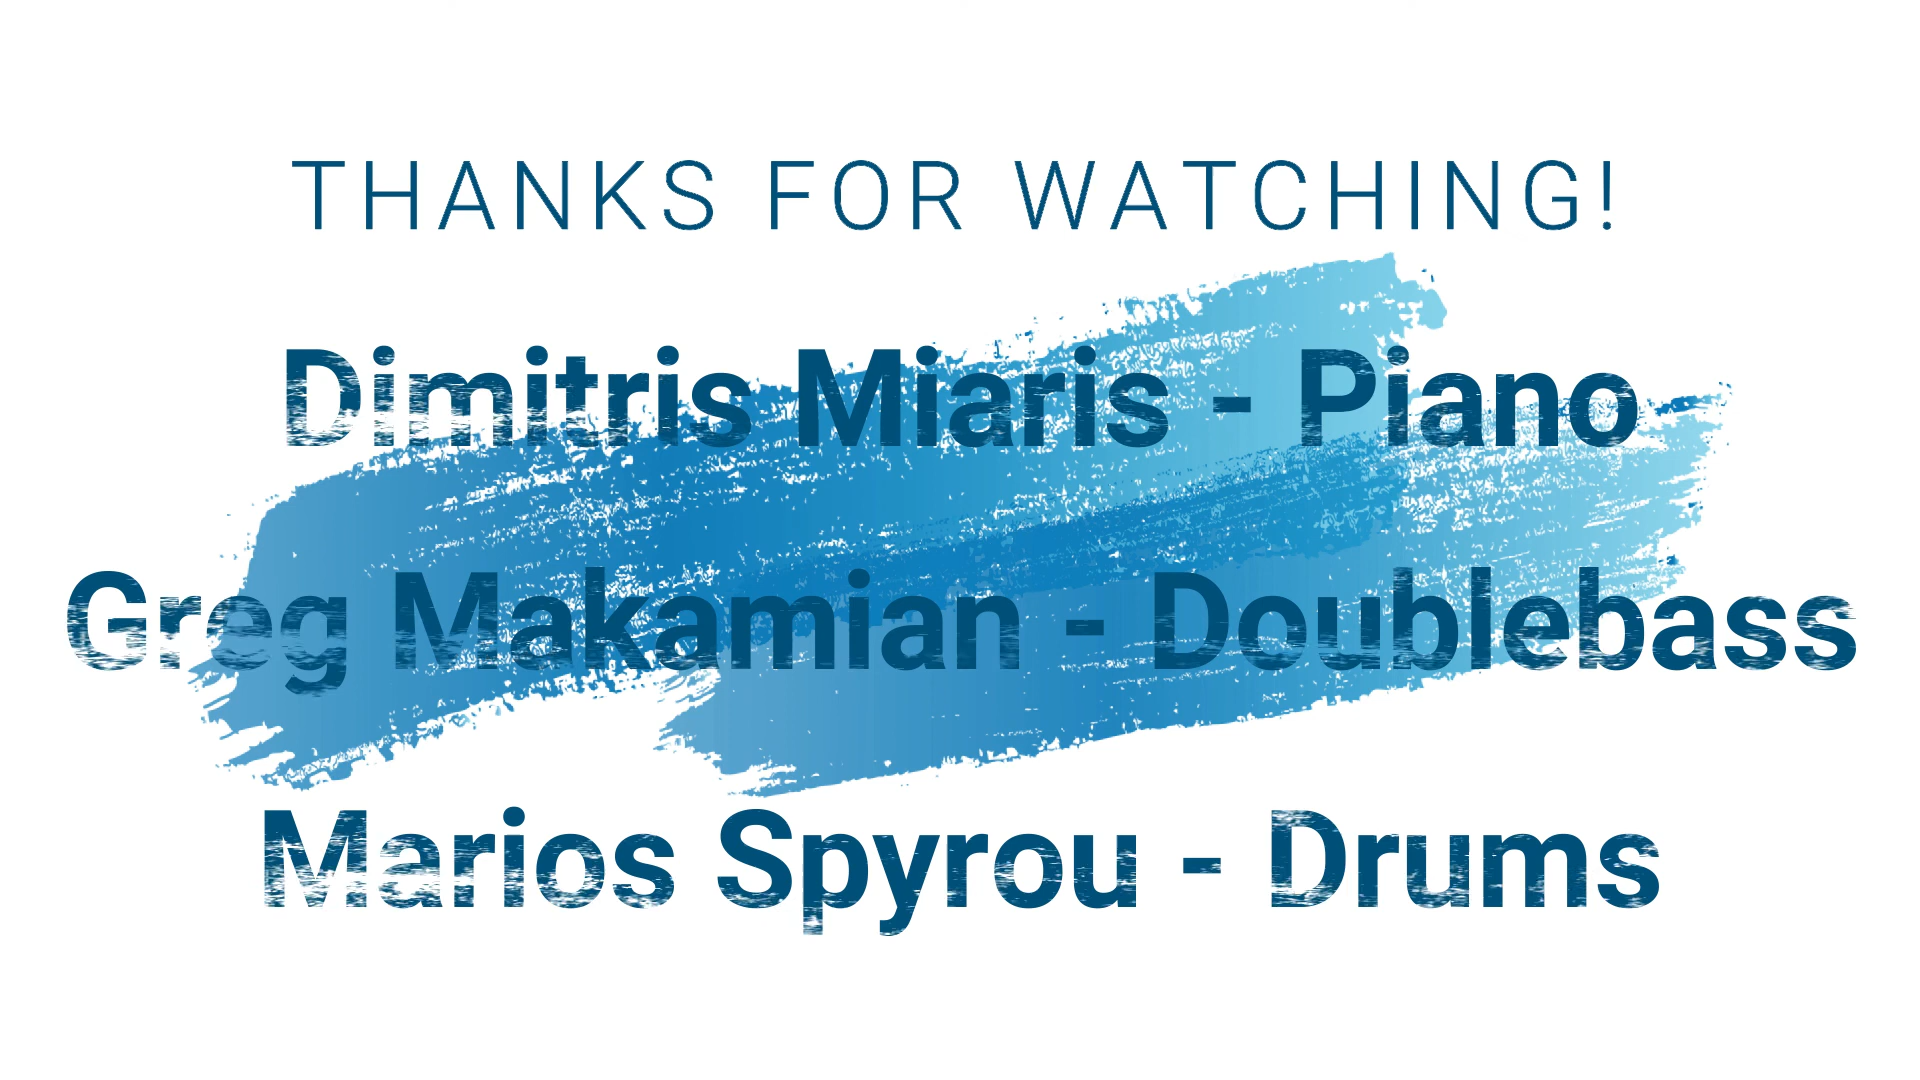 THANKS FOR WATCHING!
Dimitris Miaris - Piano
Greg Makamian - Doublebass
Marios Spyrou - Drums